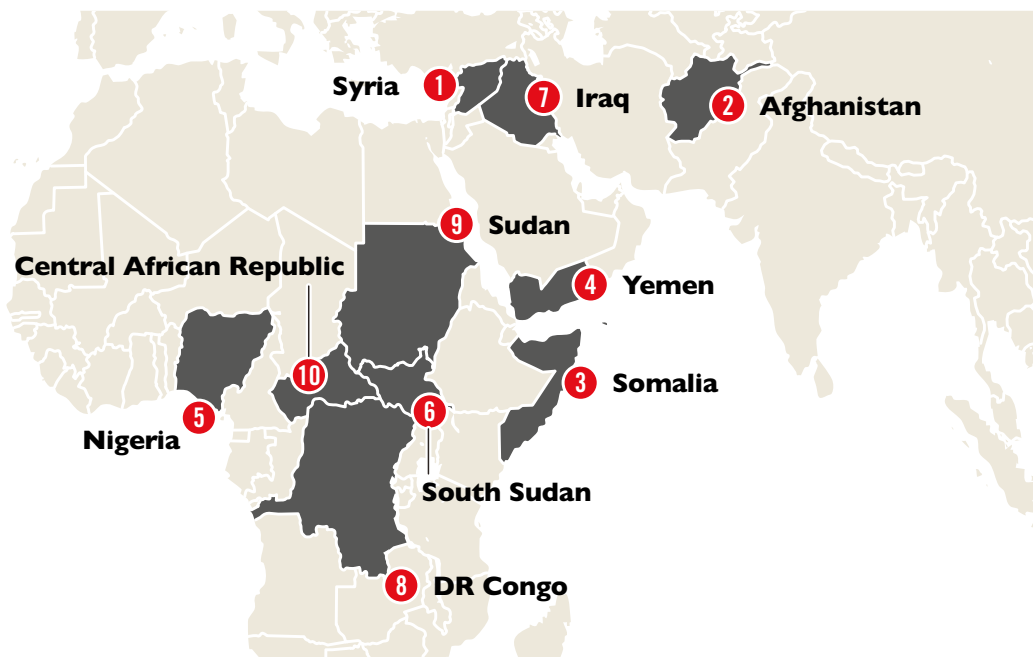 Syria 1
7 Iraq
2 Afghanistan
9 Sudan
Central African Republic
4 Yemen
10
3 Somalia
5
6
Nigeria
South Sudan
8 DR Congo